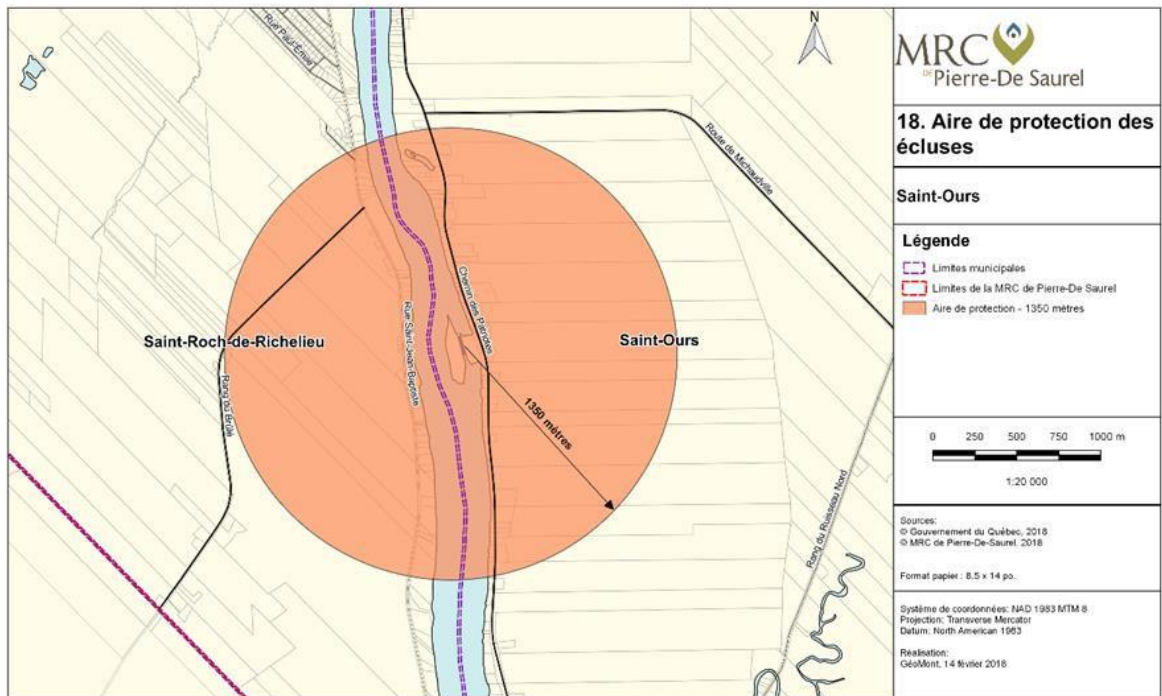 Rue Paul-Émile
N
Route de Michaudville
Chemin des Patriotes
Rue Saint-Jean-Baptiste
Saint-Roch-de-Richelieu
Saint-Ours
Rang du Brûlé
1350 mètres
Rang du Ruisseau Nord
MRC
DE Pierre-De Saurel
18. Aire de protection des
écluses
Saint-Ours
Légende
Limites municipales
Limites de la MRC de Pierre-De Saurel
Aire de protection - 1350 mètres
0 250 500 750 1000 m
1:20 000
Sources:
© Gouvernement du Québec, 2018
© MRC de Pierre-De-Saurel, 2018
Format papier : 8.5 x 14 po.
Système de coordonnées: NAD 1983 MTM 8
Projection: Transverse Mercator
Datum: North American 1983
Réalisation:
GéoMont, 14 février 2018